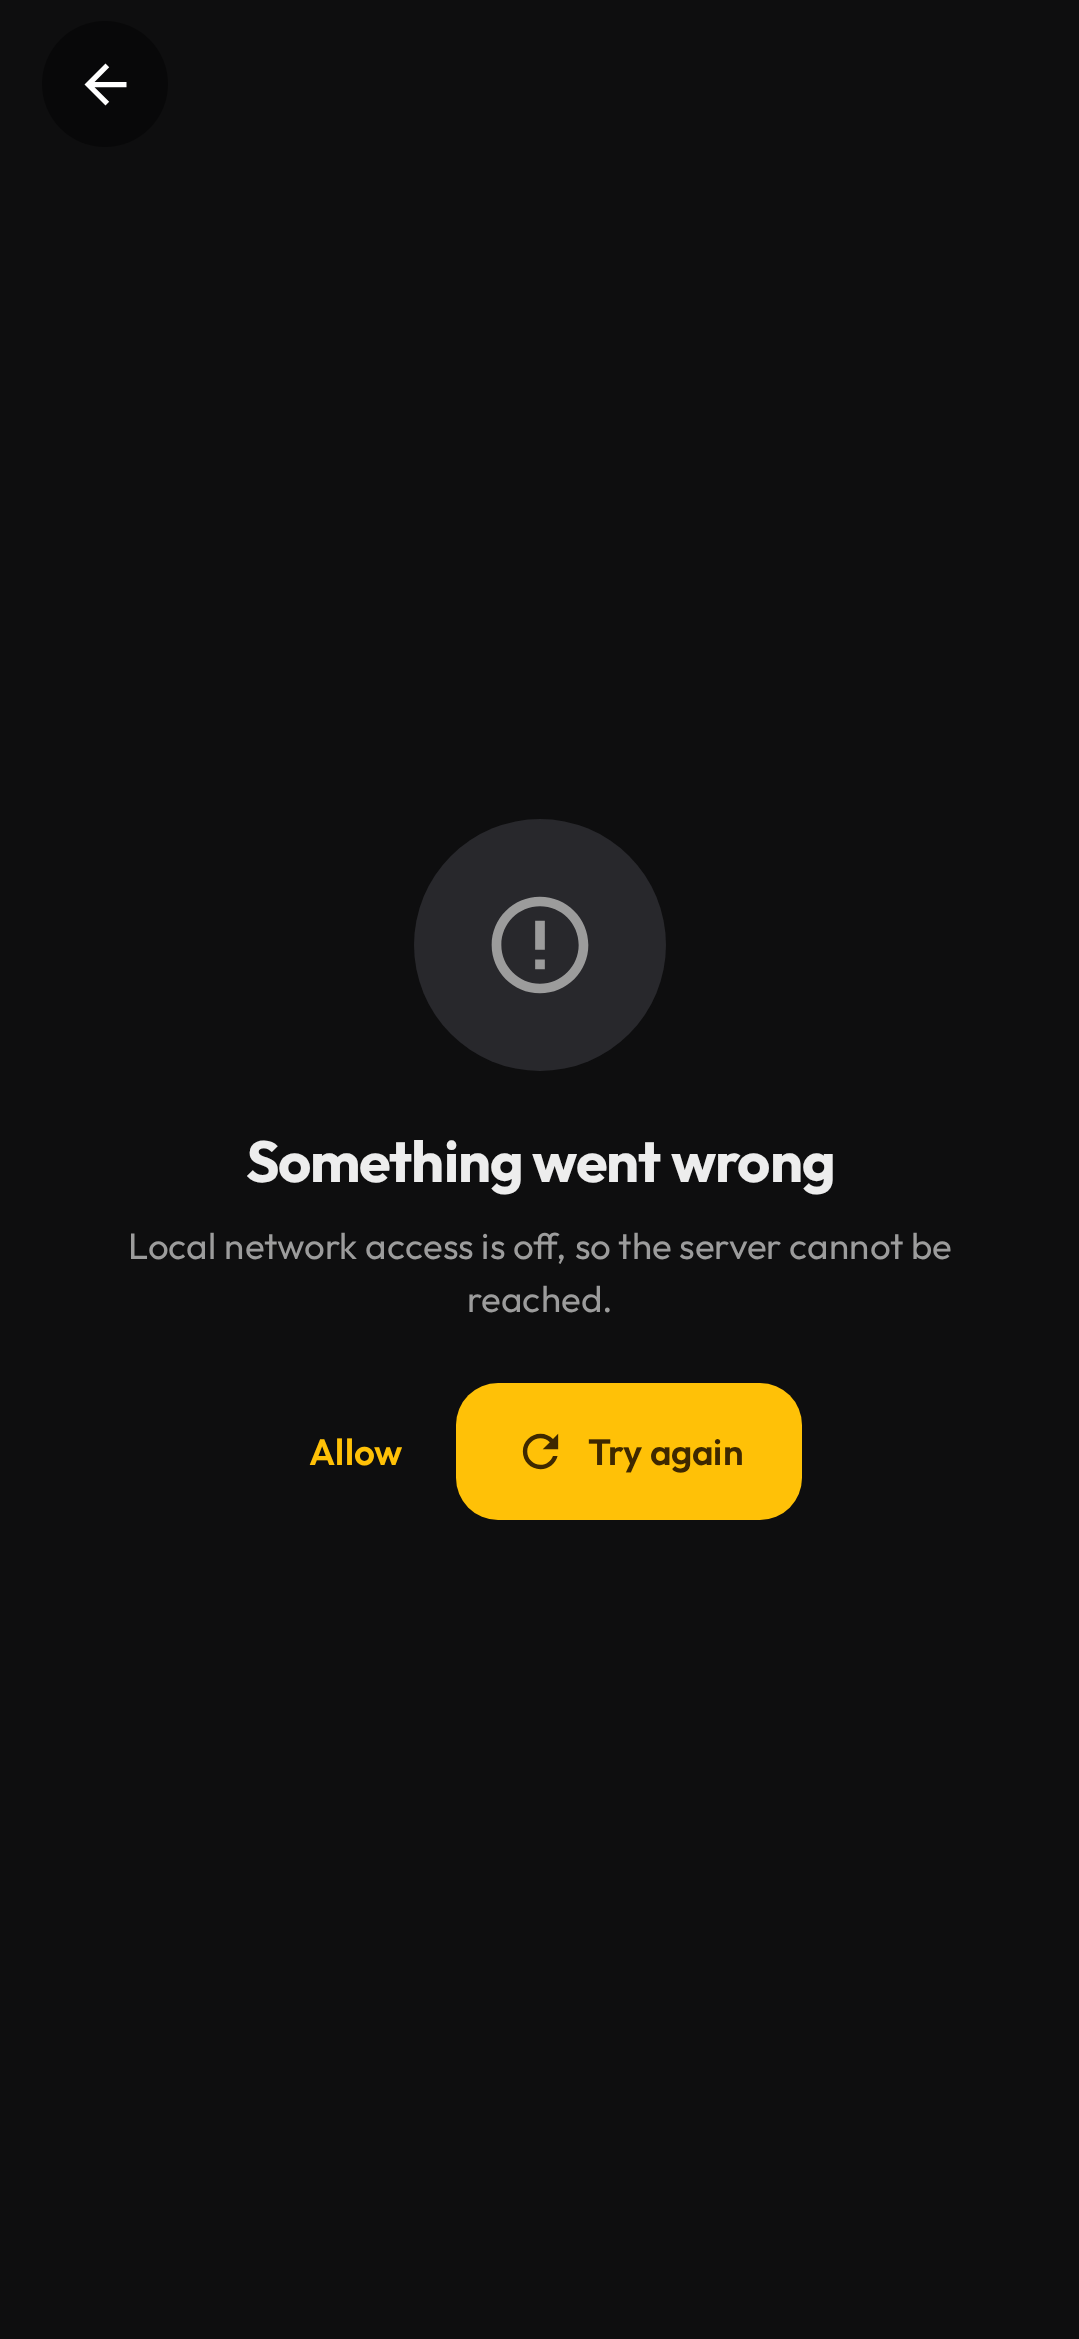 Something went wrong
Local network access is off, so the server cannot be
reached.
Allow
Try again